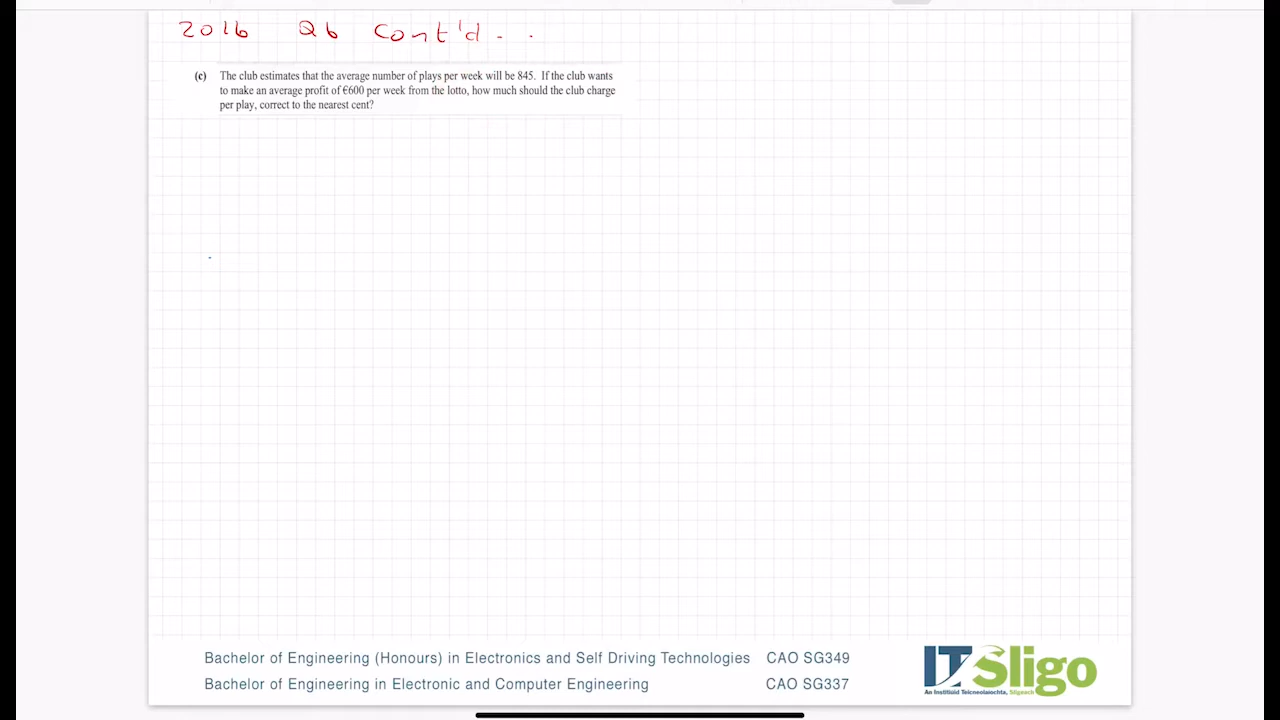 2016 Q6 Cont'd . .
(c) The club estimates that the average number of plays per week will be 845. If the club wants
to make an average profit of €600 per week from the lotto, how much should the club charge
per play, correct to the nearest cent?
Bachelor of Engineering (Honours) in Electronics and Self Driving Technologies CAO SG349
Bachelor of Engineering in Electronic and Computer Engineering CAO SG337
IT Sligo
An Institiúid Teicneolaíochta, Sligeach